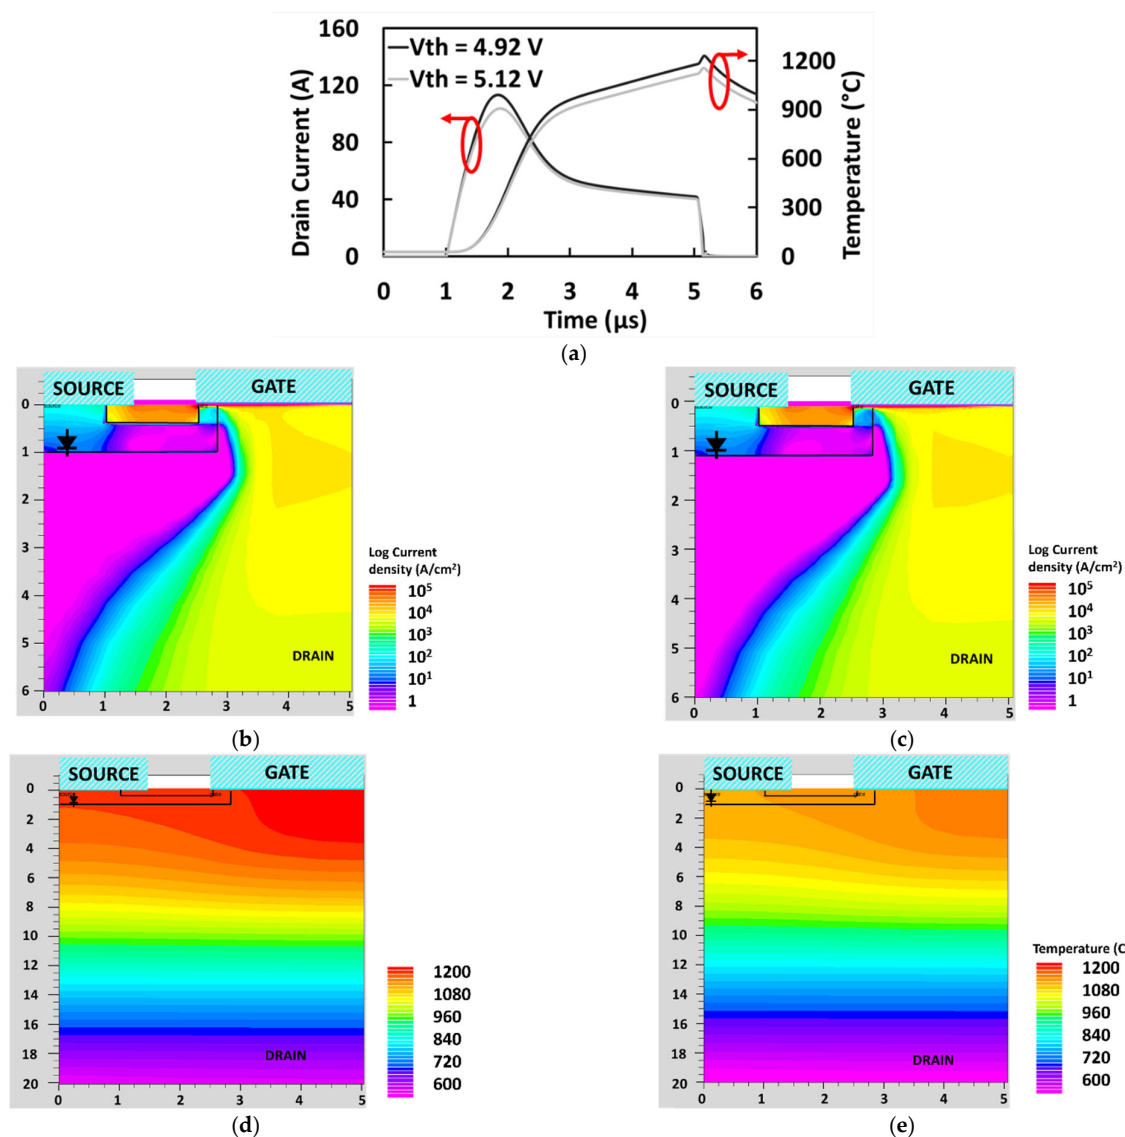 160
120
80
40
0
Drain Current (A)
Vth = 4.92 V
Vth = 5.12 V
1200
900
600
300
0
Temperature (°C)
0 1 2 3 4 5 6
Time (µs)
(a)
SOURCE GATE
0
1
2
3
4
5
6
0 1 2 3 4 5
DRAIN
Log Current
density (A/cm²)
10⁵
10⁴
10³
10²
10¹
1
(b)
SOURCE GATE
0
1
2
3
4
5
6
0 1 2 3 4 5
DRAIN
Log Current
density (A/cm²)
10⁵
10⁴
10³
10²
10¹
1
(c)
SOURCE GATE
0
2
4
6
8
10
12
14
16
18
20
0 1 2 3 4 5
DRAIN
1200
1080
960
840
720
600
(d)
SOURCE GATE
0
2
4
6
8
10
12
14
16
18
20
0 1 2 3 4 5
DRAIN
Temperature (C
1200
1080
960
840
720
600
(e)